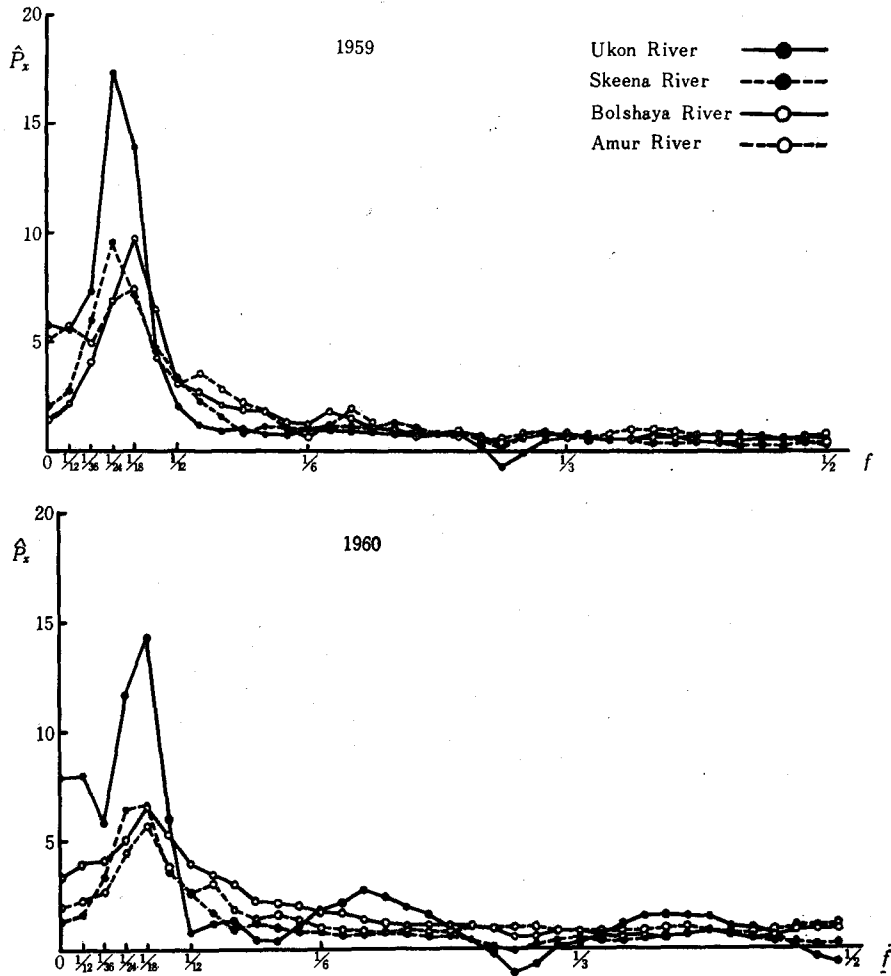 20
P̂x
1959
Ukon River
Skeena River
Bolshaya River
Amur River
15
10
5
0 1/12 1/36 1/24 1/18 1/12 1/6 1/3 1/2 f
20
P̂x
1960
15
10
5
0 1/12 1/36 1/24 1/18 1/12 1/6 1/3 1/2 f